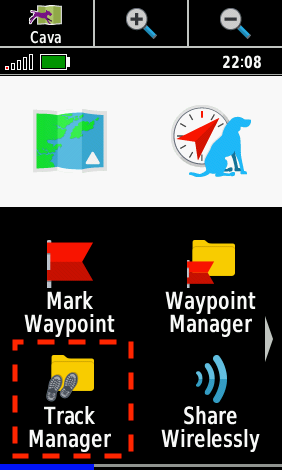 Cava
22:08
Mark
Waypoint
Waypoint
Manager
Track
Manager
Share
Wirelessly